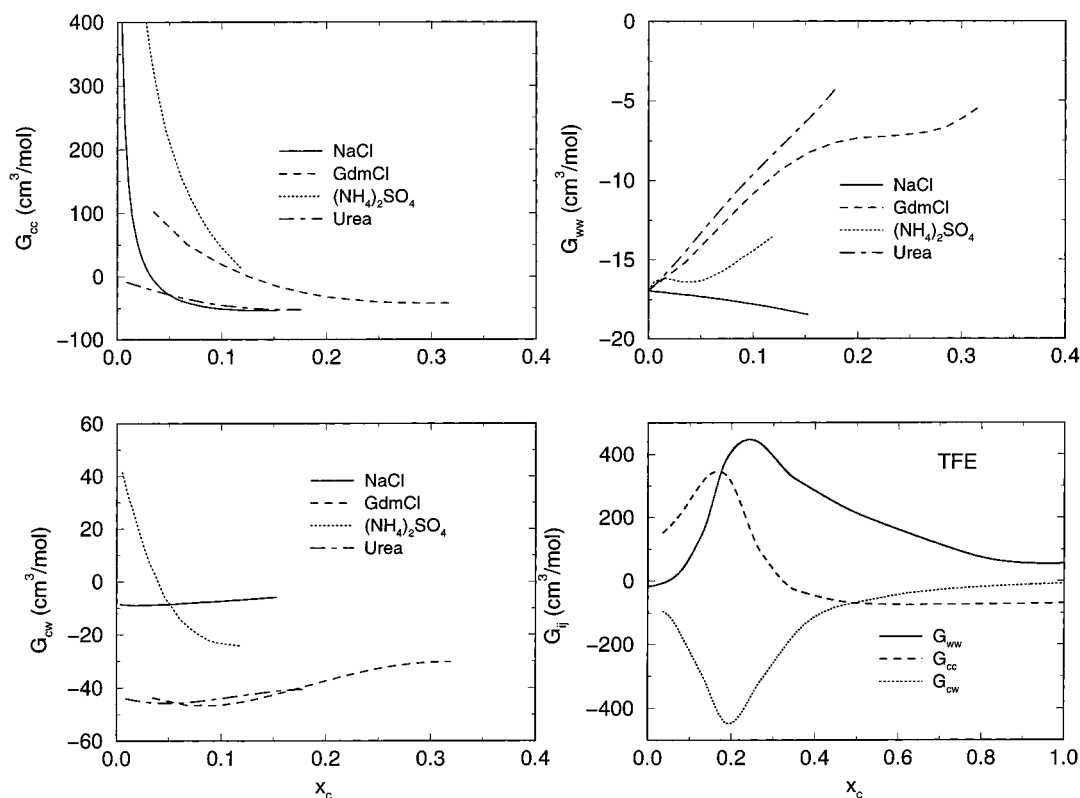 G_cc (cm³/mol)
400
300
200
100
0
−100
0.0 0.1 0.2 0.3 0.4
NaCl
GdmCl
(NH₄)₂SO₄
Urea
G_ww (cm³/mol)
−0
−5
−10
−15
−20
0.0 0.1 0.2 0.3 0.4
NaCl
GdmCl
(NH₄)₂SO₄
Urea
G_cw (cm³/mol)
60
40
20
0
−20
−40
−60
0.0 0.1 0.2 0.3 0.4
x_c
NaCl
GdmCl
(NH₄)₂SO₄
Urea
G_ij (cm³/mol)
400
200
0
−200
−400
0.0 0.2 0.4 0.6 0.8 1.0
x_c
TFE
G_ww
G_cc
G_cw